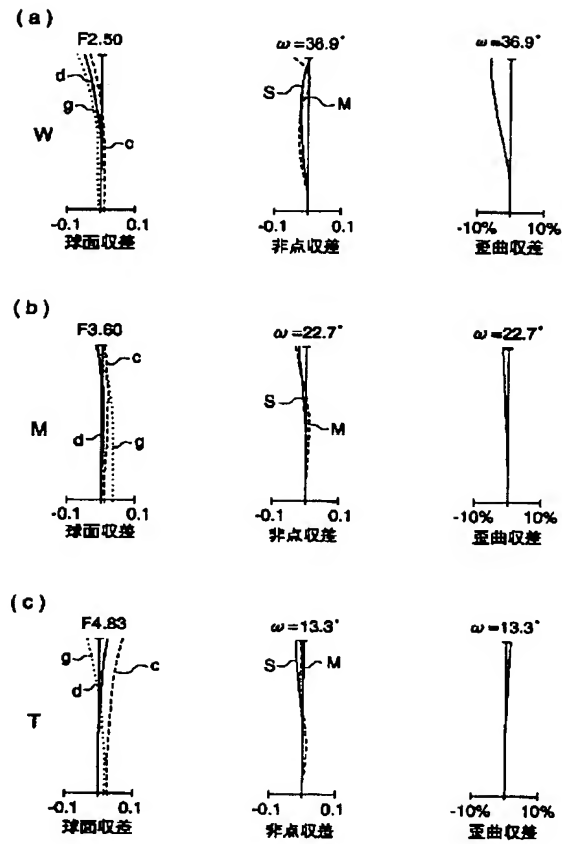 (a)
F2.50
ω=36.9°
ω=36.9°
d
g
c
W
S
M
-0.1 0.1
球面収差
-0.1 0.1
非点収差
-10% 10%
歪曲収差
(b)
F3.60
ω=22.7°
ω=22.7°
c
M
d
g
S
M
-0.1 0.1
球面収差
-0.1 0.1
非点収差
-10% 10%
歪曲収差
(c)
F4.83
ω=13.3°
ω=13.3°
g
d
c
T
S
M
-0.1 0.1
球面収差
-0.1 0.1
非点収差
-10% 10%
歪曲収差